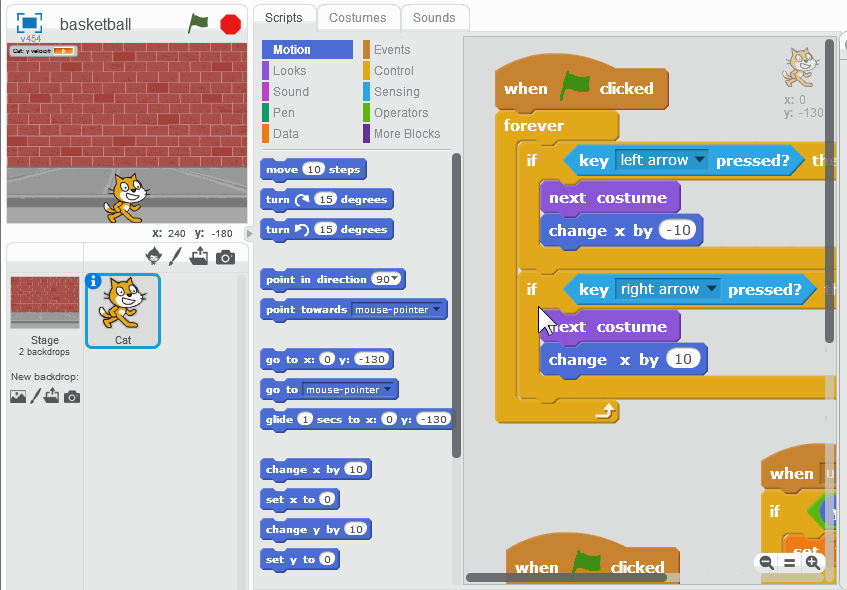 basketball
Scripts
Costumes
Sounds
v454
Cat: y velocity 0
Motion
Events
Looks
Control
Sound
Sensing
Pen
Operators
Data
More Blocks
move 10 steps
turn 15 degrees
turn 15 degrees
point in direction 90
point towards mouse-pointer
go to x: 0 y: -130
go to mouse-pointer
glide 1 secs to x: 0 y: -130
change x by 10
set x to 0
change y by 10
set y to 0
x: 240 y: -180
Stage
2 backdrops
New backdrop:
Cat
x: 0
y: -130
when clicked
forever
if key left arrow pressed? the
next costume
change x by -10
if key right arrow pressed? th
next costume
change x by 10
when clicked
when u
if y
set